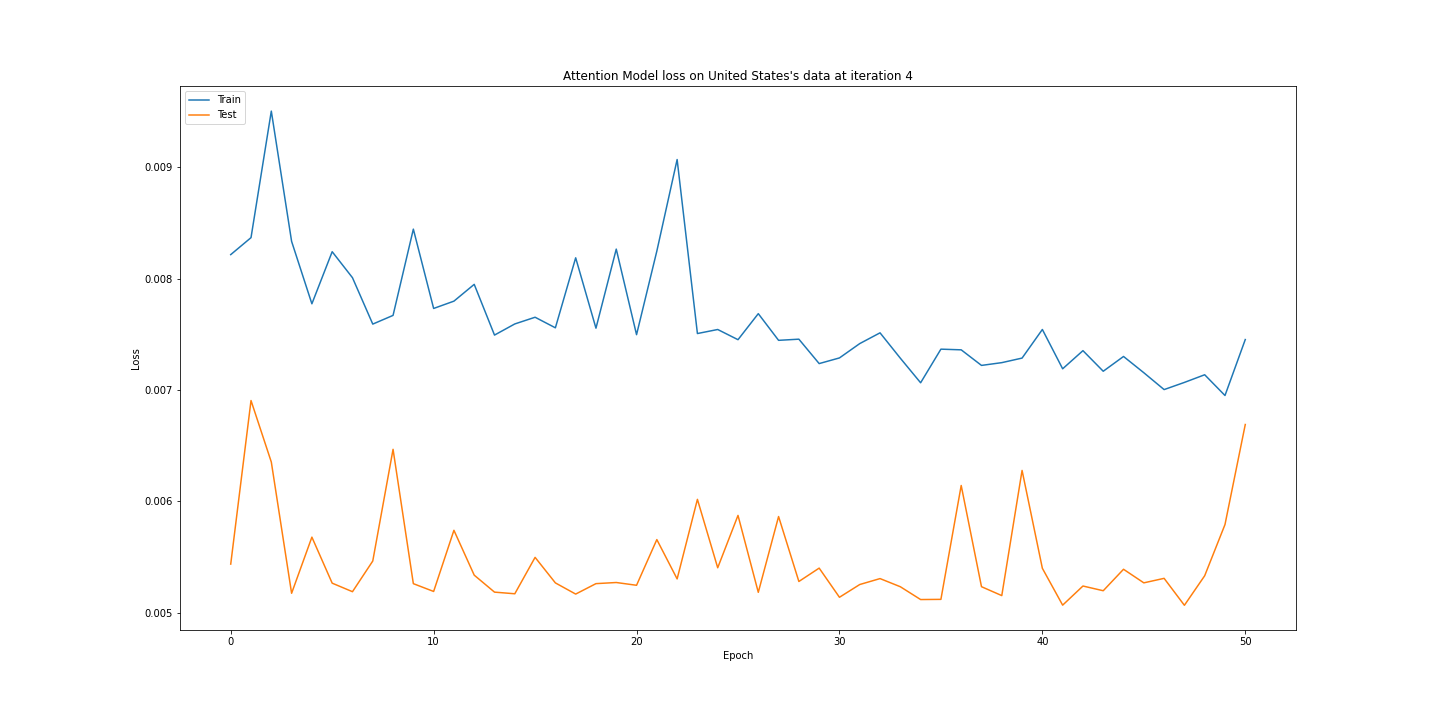 Attention Model loss on United States's data at iteration 4
Train
Test
0.009
0.008
0.007
0.006
0.005
Loss
0 10 20 30 40 50
Epoch